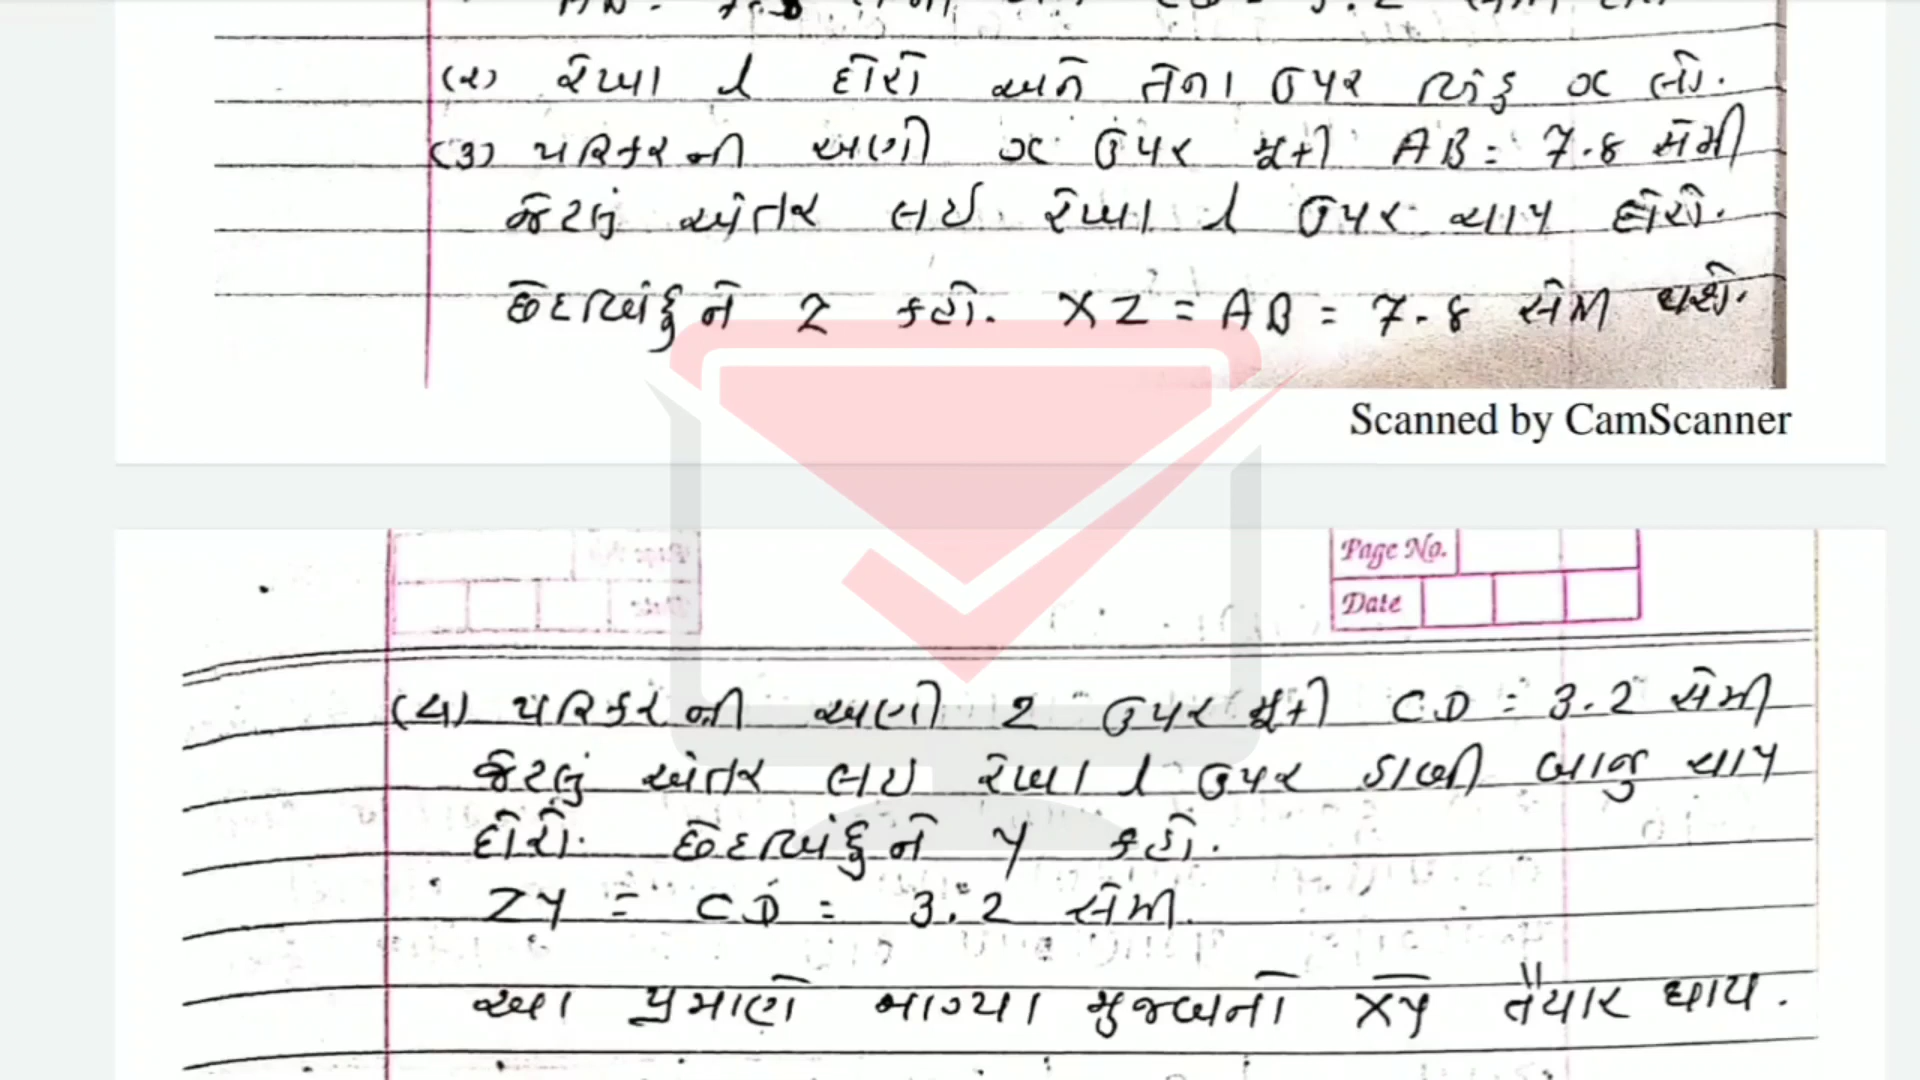 (૨) રેખા l દોરો અને તેના ઉપર બિંદુ x લો.
(૩) પરિકરની અણી x ઉપર મૂકી AB = 7.8 સેમી
જેટલું અંતર લઈ રેખા l ઉપર ચાપ દોરો.
છેદબિંદુને Z કહો. XZ = AB = 7.8 સેમી થશે.
Scanned by CamScanner
Page No.
Date
(૪) પરિકરની અણી Z ઉપર મૂકી CD = 3.2 સેમી
જેટલું અંતર લઈ રેખા l ઉપર ડાબી બાજુ ચાપ
દોરો. છેદબિંદુને Y કહો.
ZY = CD = 3.2 સેમી.
આ પ્રમાણે માગ્યા મુજબનો XY તૈયાર થાય.